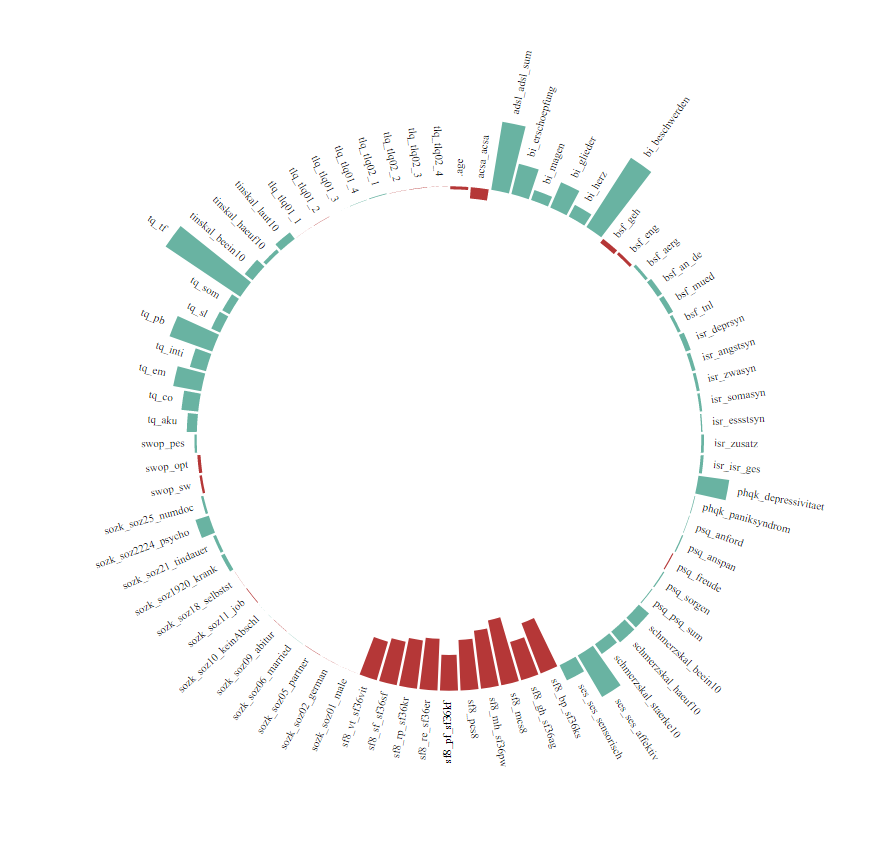 .age
acsa_acsa
adsl_adsl_sum
bi_erschoepfung
bi_magen
bi_glieder
bi_herz
bi_beschwerden
bsf_geh
bsf_eng
bsf_aerg
bsf_an_de
bsf_mued
bsf_tnl
isr_deprsyn
isr_angstsyn
isr_zwasyn
isr_somasyn
isr_essstsyn
isr_zusatz
isr_isr_ges
phqk_depressivitaet
phqk_paniksyndrom
psq_anford
psq_anspan
psq_freude
psq_sorgen
psq_psq_sum
schmerzskal_beein10
schmerzskal_haeuf10
schmerzskal_staerke10
ses_ses_affektiv
ses_ses_sensorisch
sf8_bp_sf36ks
sf8_gh_sf36ag
sf8_mcs8
sf8_mh_sf36pw
sf8_pcs8
sf8_pf_sf36kf
sf8_re_sf36er
sf8_rp_sf36kr
sf8_sf_sf36sf
sf8_vt_sf36vit
sozk_soz01_male
sozk_soz02_german
sozk_soz05_partner
sozk_soz06_married
sozk_soz09_abitur
sozk_soz10_keinAbschl
sozk_soz11_job
sozk_soz18_selbstst
sozk_soz1920_krank
sozk_soz21_tindauer
sozk_soz2224_psycho
sozk_soz25_numdoc
swop_sw
swop_opt
swop_pes
tq_aku
tq_co
tq_em
tq_inti
tq_pb
tq_sl
tq_som
tq_tf
tinskal_beein10
tinskal_haeuf10
tinskal_laut10
tlq_tlq01_1
tlq_tlq01_2
tlq_tlq01_3
tlq_tlq01_4
tlq_tlq02_1
tlq_tlq02_2
tlq_tlq02_3
tlq_tlq02_4